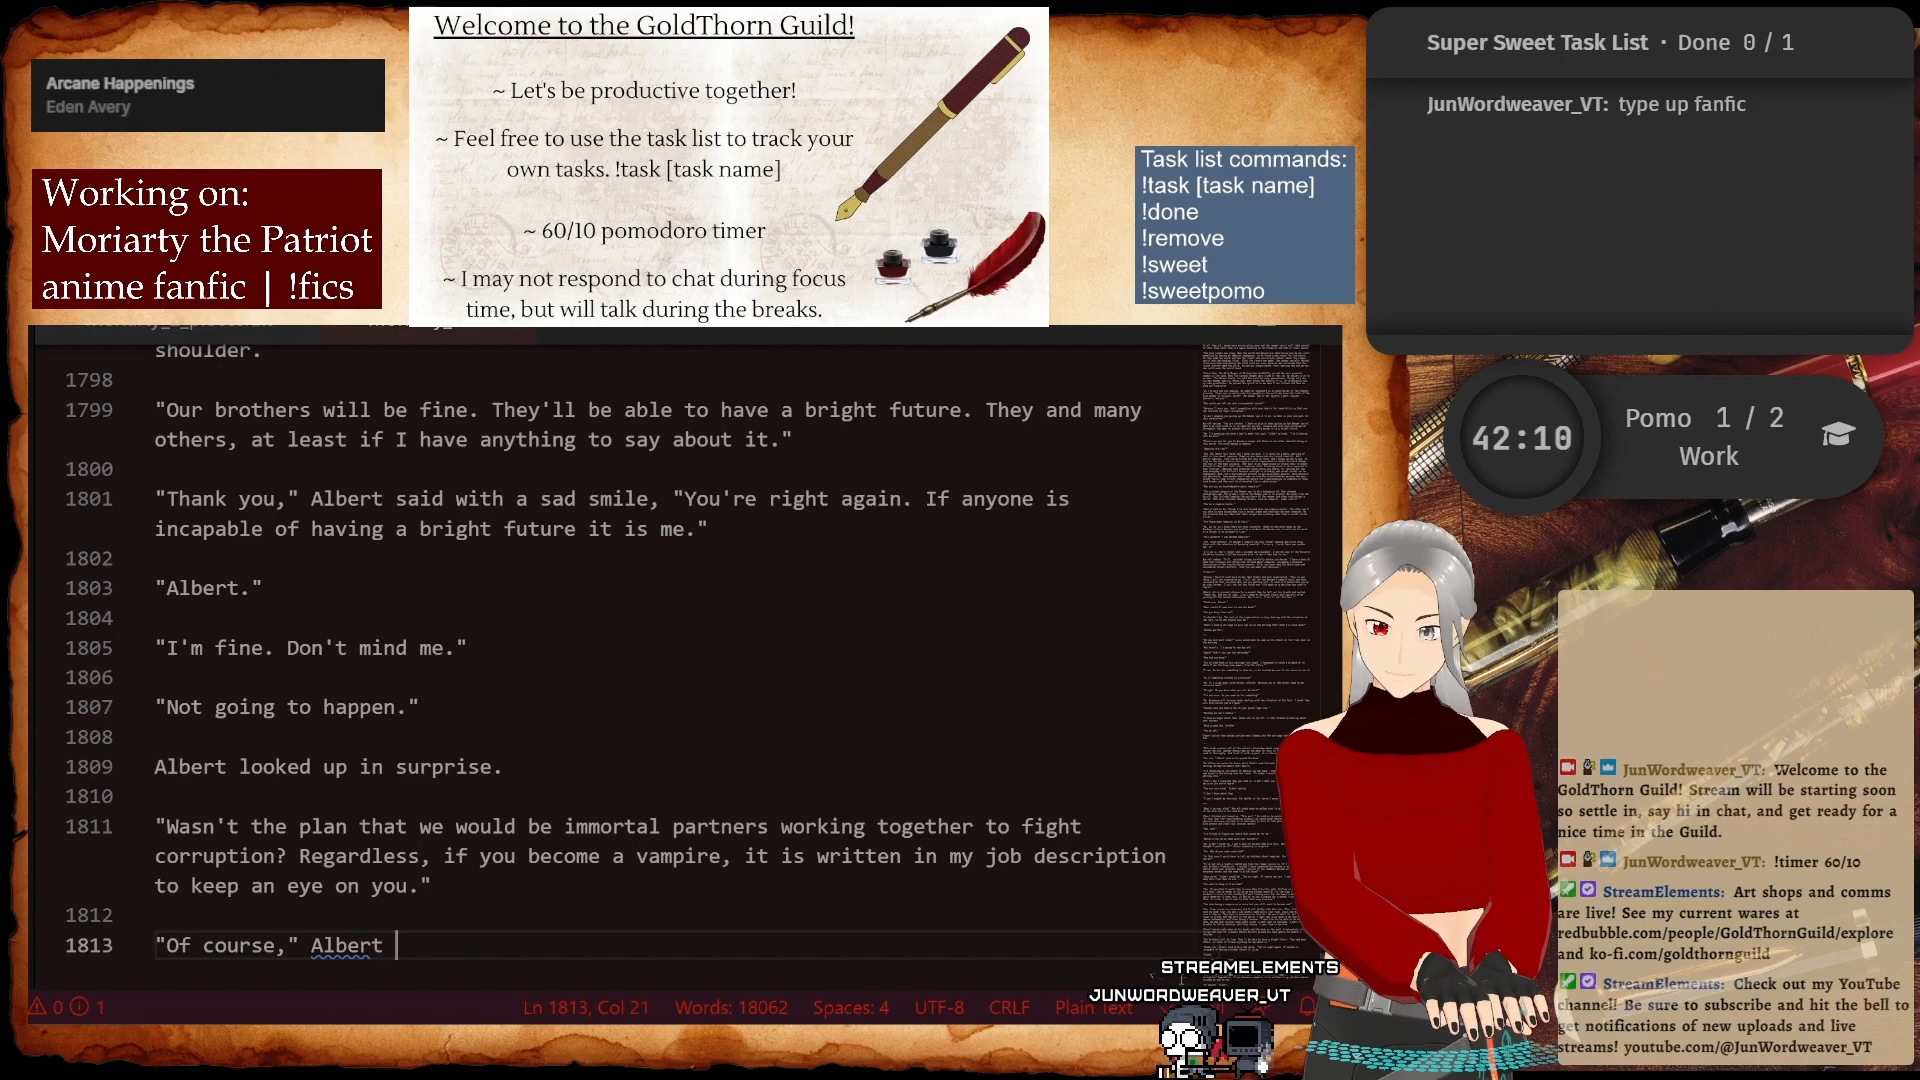 Arcane Happenings
Eden Avery
Working on:
Moriarty the Patriot
anime fanfic | !fics
Welcome to the GoldThorn Guild!
~ Let's be productive together!
~ Feel free to use the task list to track your
own tasks. !task [task name]
~ 60/10 pomodoro timer
~ I may not respond to chat during focus
time, but will talk during the breaks.
Task list commands:
!task [task name]
!done
!remove
!sweet
!sweetpomo
Super Sweet Task List · Done 0 / 1
JunWordweaver_VT: type up fanfic
42:10
Pomo 1 / 2
Work
shoulder.
1798
1799 "Our brothers will be fine. They'll be able to have a bright future. They and many
others, at least if I have anything to say about it."
1800
1801 "Thank you," Albert said with a sad smile, "You're right again. If anyone is
incapable of having a bright future it is me."
1802
1803 "Albert."
1804
1805 "I'm fine. Don't mind me."
1806
1807 "Not going to happen."
1808
1809 Albert looked up in surprise.
1810
1811 "Wasn't the plan that we would be immortal partners working together to fight
corruption? Regardless, if you become a vampire, it is written in my job description
to keep an eye on you."
1812
1813 "Of course," Albert
0 1 Ln 1813, Col 21 Words: 18062 Spaces: 4 UTF-8 CRLF Plain Text
STREAMELEMENTS
JUNWORDWEAVER_VT
JunWordweaver_VT: Welcome to the
GoldThorn Guild! Stream will be starting soon
so settle in, say hi in chat, and get ready for a
nice time in the Guild.
JunWordweaver_VT: !timer 60/10
StreamElements: Art shops and comms
are live! See my current wares at
redbubble.com/people/GoldThornGuild/explore
and ko-fi.com/goldthornguild
StreamElements: Check out my YouTube
channel! Be sure to subscribe and hit the bell to
get notifications of new uploads and live
streams! youtube.com/@JunWordweaver_VT